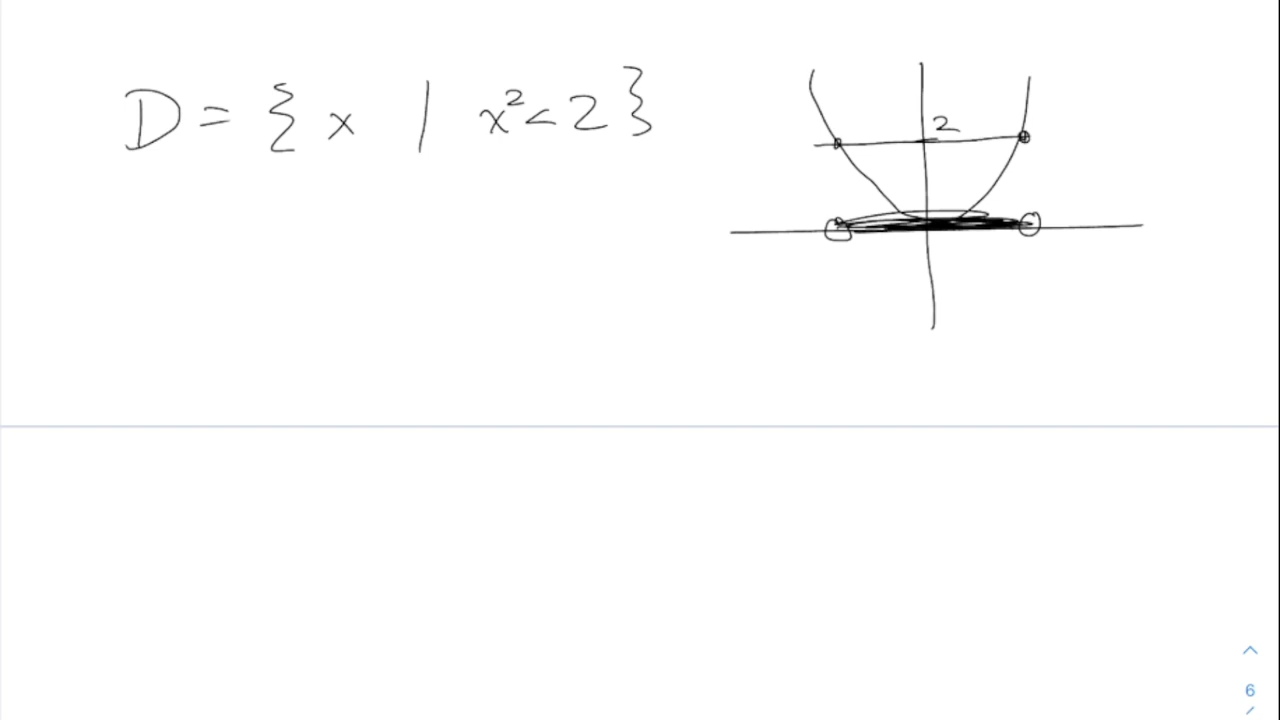 D = { x | x² < 2 }
2
6